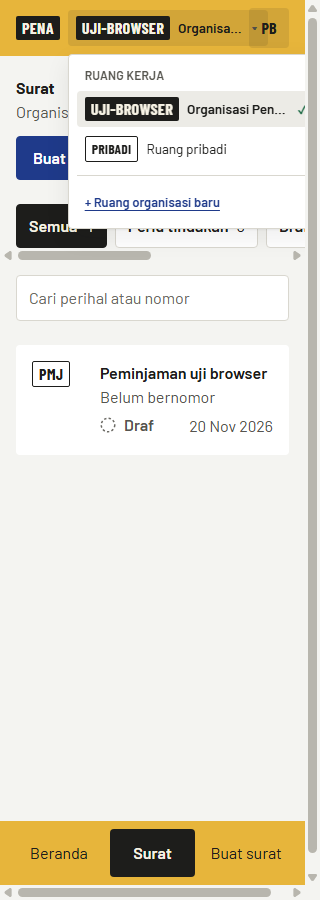 PENA UJI-BROWSER Organisa... PB
Surat
Organis
Buat
RUANG KERJA
UJI-BROWSER Organisasi Pen...
PRIBADI Ruang pribadi
+ Ruang organisasi baru
Semua
Cari perihal atau nomor
PMJ Peminjaman uji browser
Belum bernomor
Draf 20 Nov 2026
Beranda Surat Buat surat